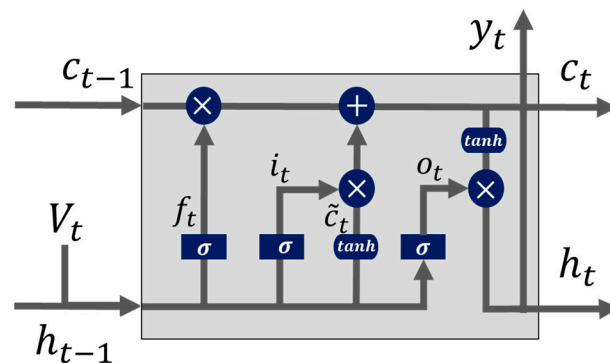 y_t
c_{t-1}
c_t
×
+
tanh
i_t
o_t
×
×
f_t
c̃_t
V_t
σ
σ
tanh
σ
h_t
h_{t-1}